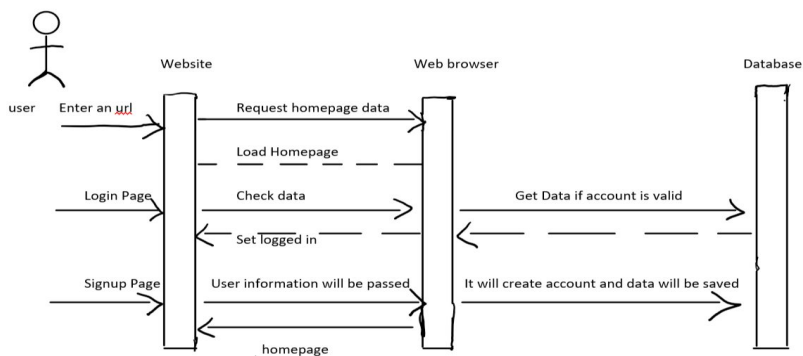 Website
Web browser
Database
user
Enter an url
Request homepage data
Load Homepage
Login Page
Check data
Get Data if account is valid
Set logged in
Signup Page
User information will be passed
It will create account and data will be saved
homepage